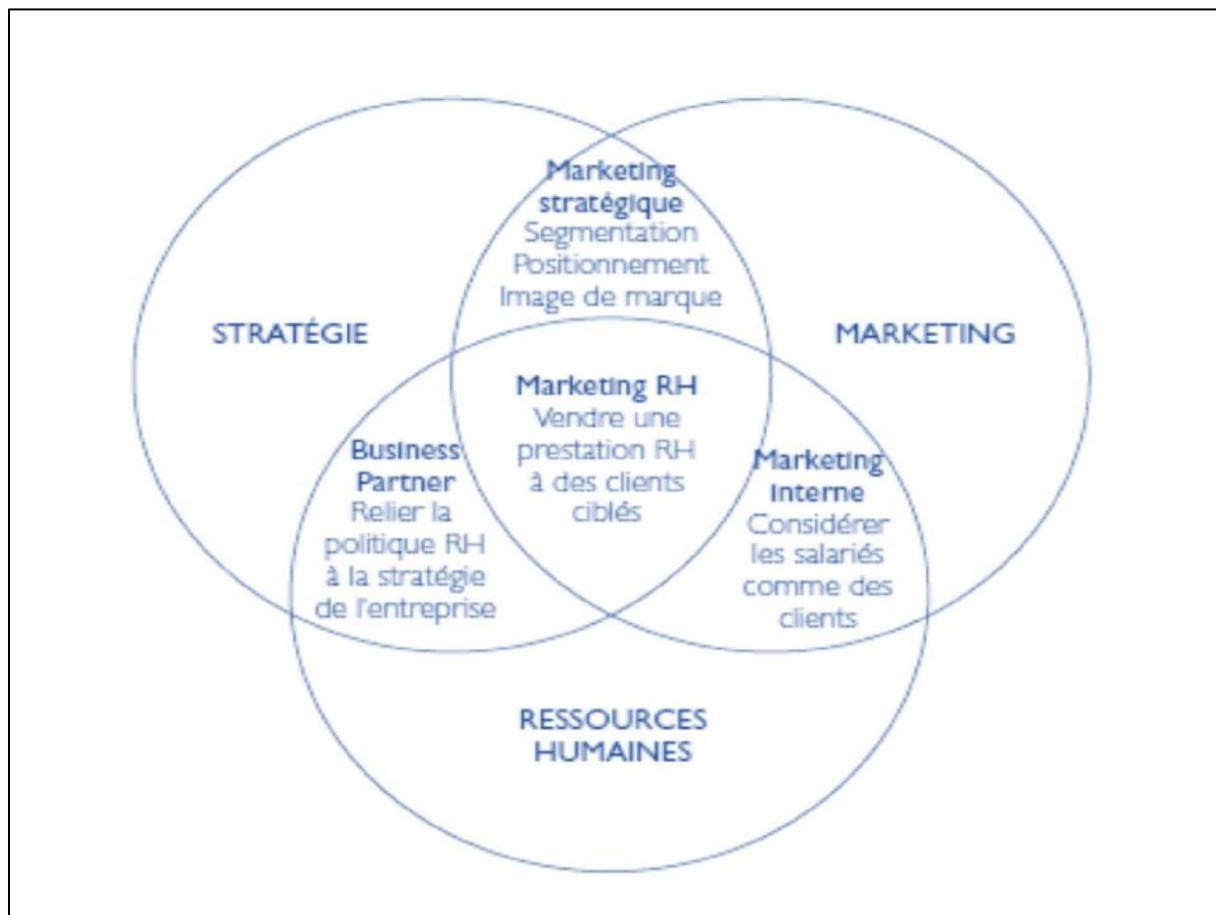 Marketing
stratégique
Segmentation
Positionnement
Image de marque
STRATÉGIE
MARKETING
Marketing RH
Vendre une
prestation RH
à des clients
ciblés
Business
Partner
Relier la
politique RH
à la stratégie
de l'entreprise
Marketing
interne
Considérer
les salariés
comme des
clients
RESSOURCES
HUMAINES